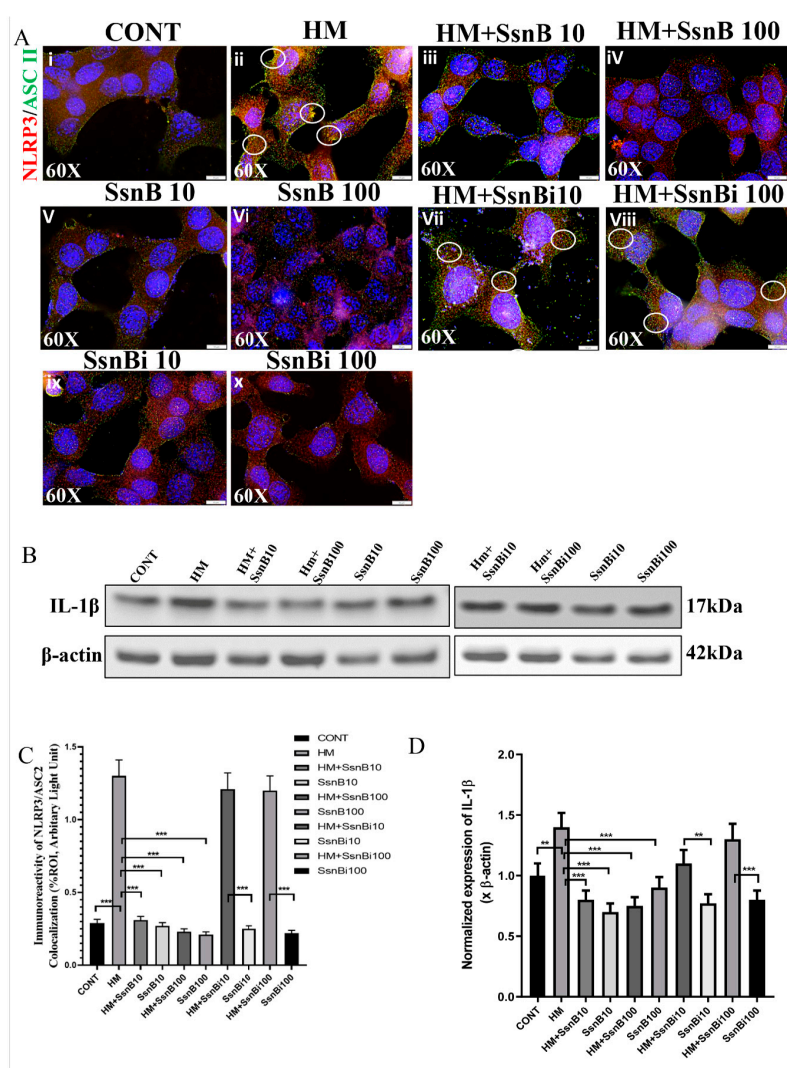 A
CONT
HM
HM+SsnB 10
HM+SsnB 100
NLRP3/ASC II
i
60X
ii
60X
iii
60X
iV
60X
SsnB 10
SsnB 100
HM+SsnBi10
HM+SsnBi 100
V
60X
Vi
60X
Vii
60X
Viii
60X
SsnBi 10
SsnBi 100
ix
60X
x
60X
B
CONT
HM
HM+
SsnB10
Hm+
SsnB100
SsnB10
SsnB100
Hm+
SsnBi10
Hm+
SsnBi100
SsnBi10
SsnBi100
IL-1β
17kDa
β-actin
42kDa
C
Immunoreactivity of NLRP3/ASC2
Colocalization (%ROI, Arbitary Light Unit)
1.5
1.0
0.5
0.0
***
***
***
***
***
***
***
CONT
HM
HM+SsnB10
SsnB10
HM+SsnB100
SsnB100
HM+SsnBi10
SsnBi10
HM+SsnBi100
SsnBi100
CONT
HM
HM+SsnB10
SsnB10
HM+SsnB100
SsnB100
HM+SsnBi10
SsnBi10
HM+SsnBi100
SsnBi100
D
Normalized expression of IL-1β
(x β-actin)
2.0
1.5
1.0
0.5
0.0
**
***
***
***
***
**
***
CONT
HM
HM+SsnB10
SsnB10
HM+SsnB100
SsnB100
HM+SsnBi10
SsnBi10
HM+SsnBi100
SsnBi100